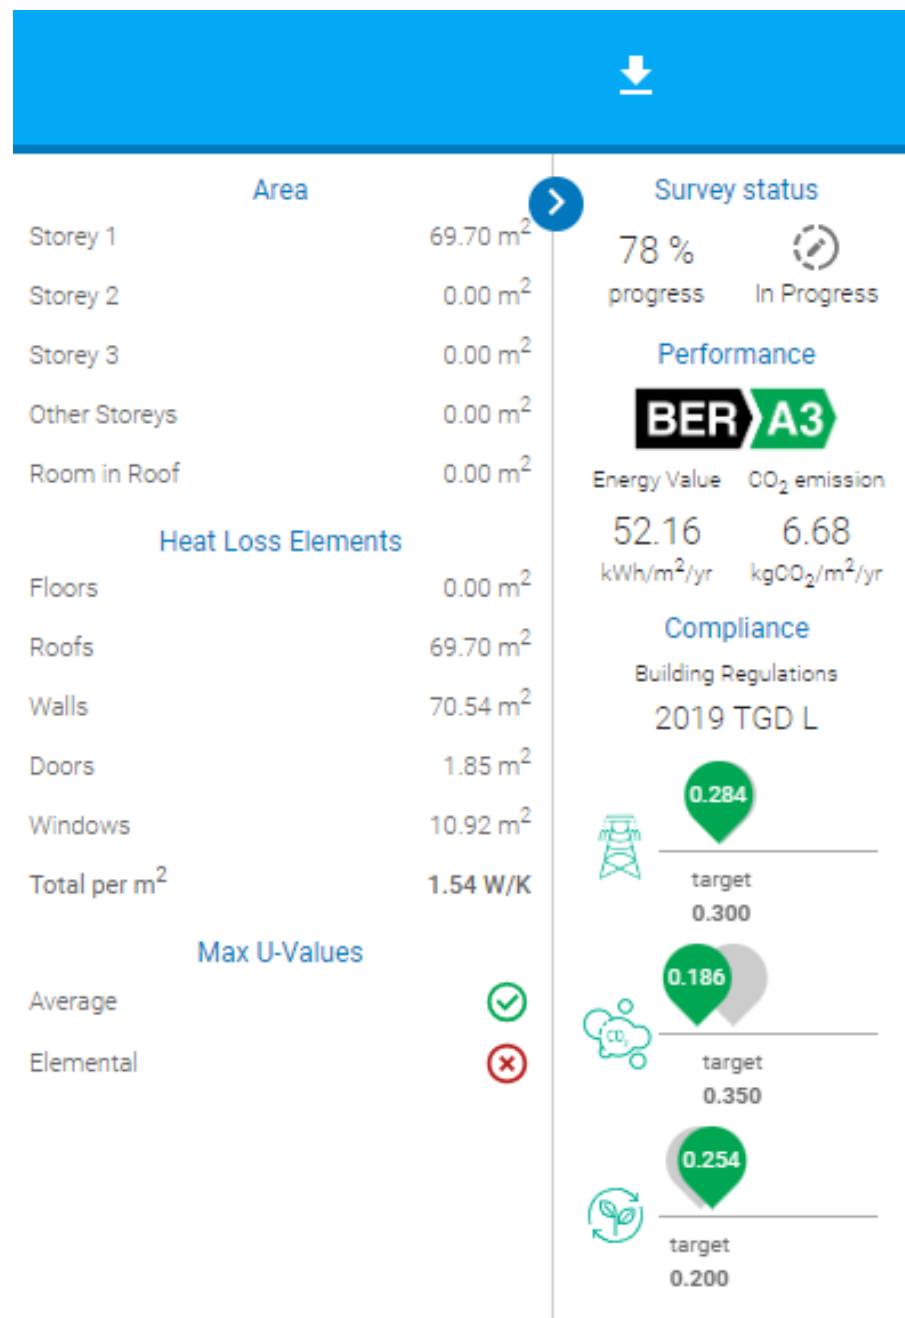 Area
Storey 1 69.70 m²
Storey 2 0.00 m²
Storey 3 0.00 m²
Other Storeys 0.00 m²
Room in Roof 0.00 m²
Heat Loss Elements
Floors 0.00 m²
Roofs 69.70 m²
Walls 70.54 m²
Doors 1.85 m²
Windows 10.92 m²
Total per m² 1.54 W/K
Max U-Values
Average
Elemental
Survey status
78 %
progress In Progress
Performance
BER A3
Energy Value CO₂ emission
52.16 6.68
kWh/m²/yr kgCO₂/m²/yr
Compliance
Building Regulations
2019 TGD L
0.284
target
0.300
0.186
CO₂
target
0.350
0.254
target
0.200